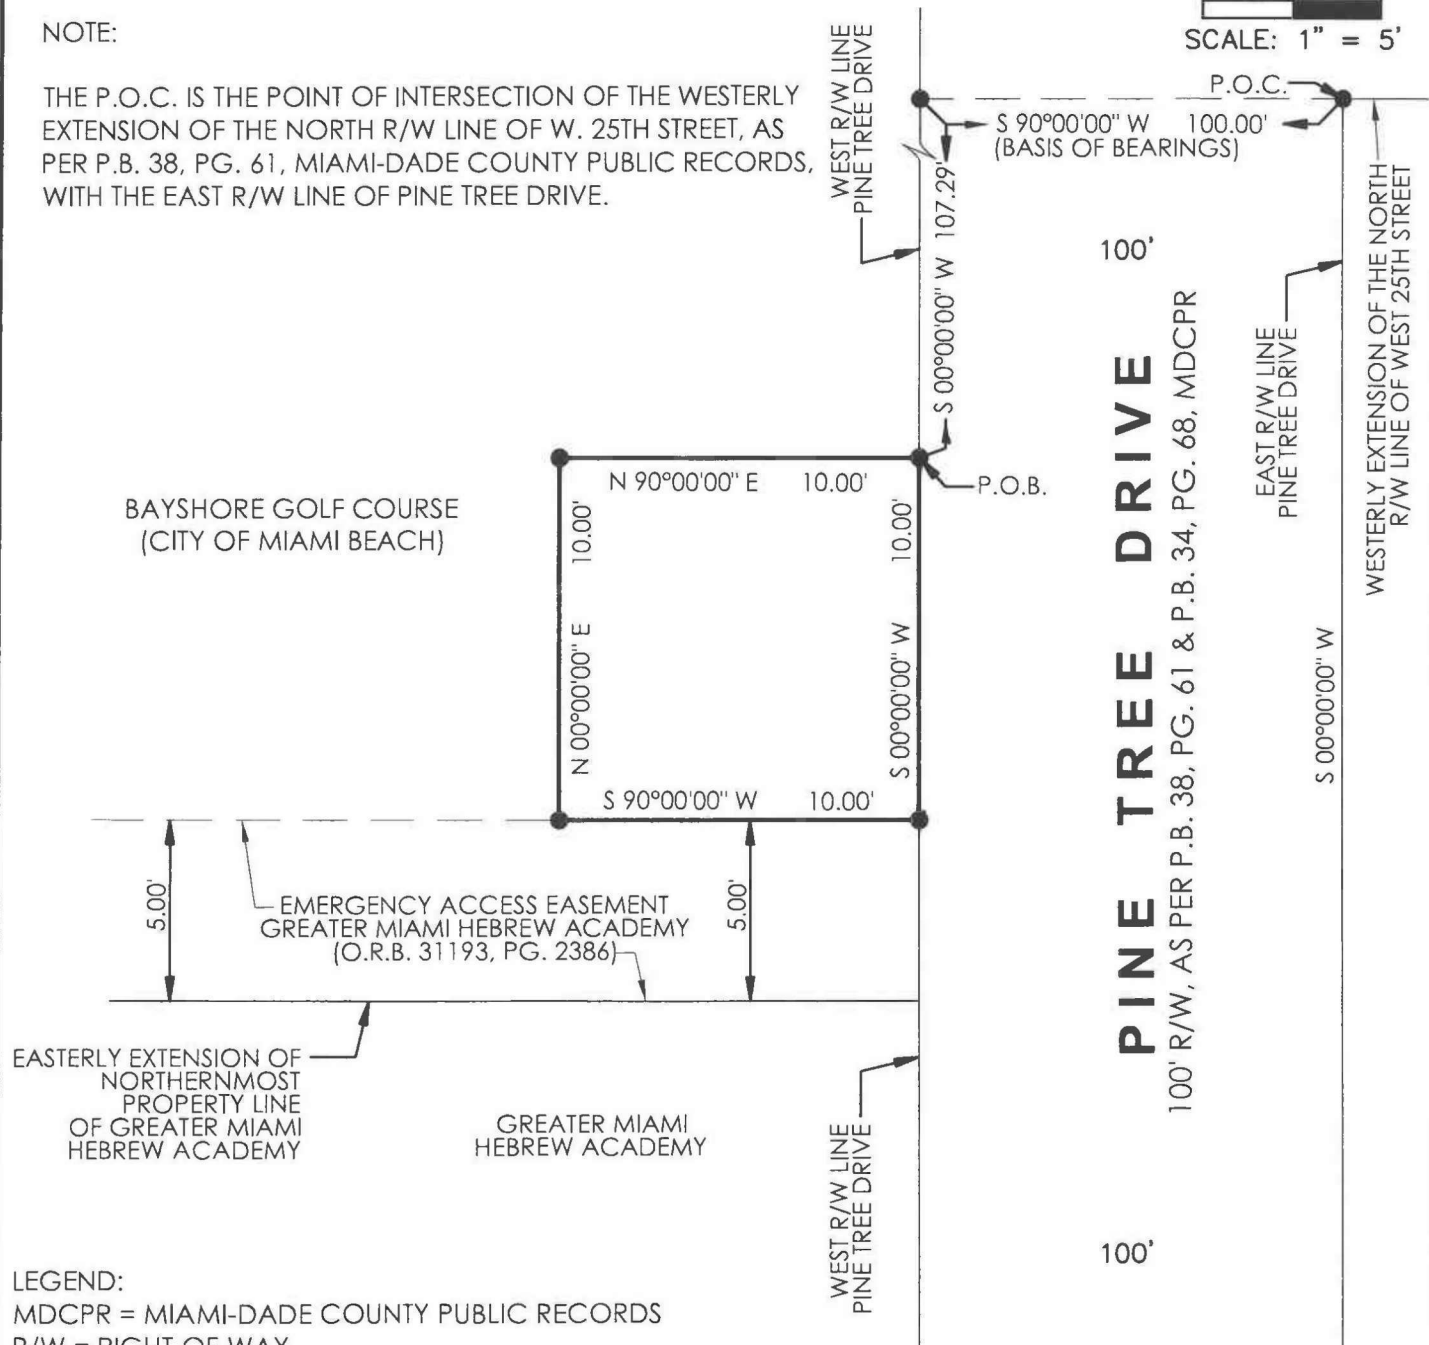 NOTE:
THE P.O.C. IS THE POINT OF INTERSECTION OF THE WESTERLY
EXTENSION OF THE NORTH R/W LINE OF W. 25TH STREET, AS
PER P.B. 38, PG. 61, MIAMI-DADE COUNTY PUBLIC RECORDS,
WITH THE EAST R/W LINE OF PINE TREE DRIVE.
SCALE: 1" = 5'
WEST R/W LINE
PINE TREE DRIVE
P.O.C.
S 90°00'00" W 100.00'
(BASIS OF BEARINGS)
S 00°00'00" W 107.29'
100'
WESTERLY EXTENSION OF THE NORTH
R/W LINE OF WEST 25TH STREET
EAST R/W LINE
PINE TREE DRIVE
PINE TREE DRIVE
100' R/W, AS PER P.B. 38, PG. 61 & P.B. 34, PG. 68, MDCPR
S 00°00'00" W
P.O.B.
N 90°00'00" E 10.00'
BAYSHORE GOLF COURSE
(CITY OF MIAMI BEACH)
N 00°00'00" E 10.00'
S 00°00'00" W 10.00'
S 90°00'00" W 10.00'
5.00'
EMERGENCY ACCESS EASEMENT
GREATER MIAMI HEBREW ACADEMY
(O.R.B. 31193, PG. 2386)
5.00'
EASTERLY EXTENSION OF
NORTHERNMOST
PROPERTY LINE
OF GREATER MIAMI
HEBREW ACADEMY
GREATER MIAMI
HEBREW ACADEMY
WEST R/W LINE
PINE TREE DRIVE
100'
LEGEND:
MDCPR = MIAMI-DADE COUNTY PUBLIC RECORDS
R/W = RIGHT OF WAY